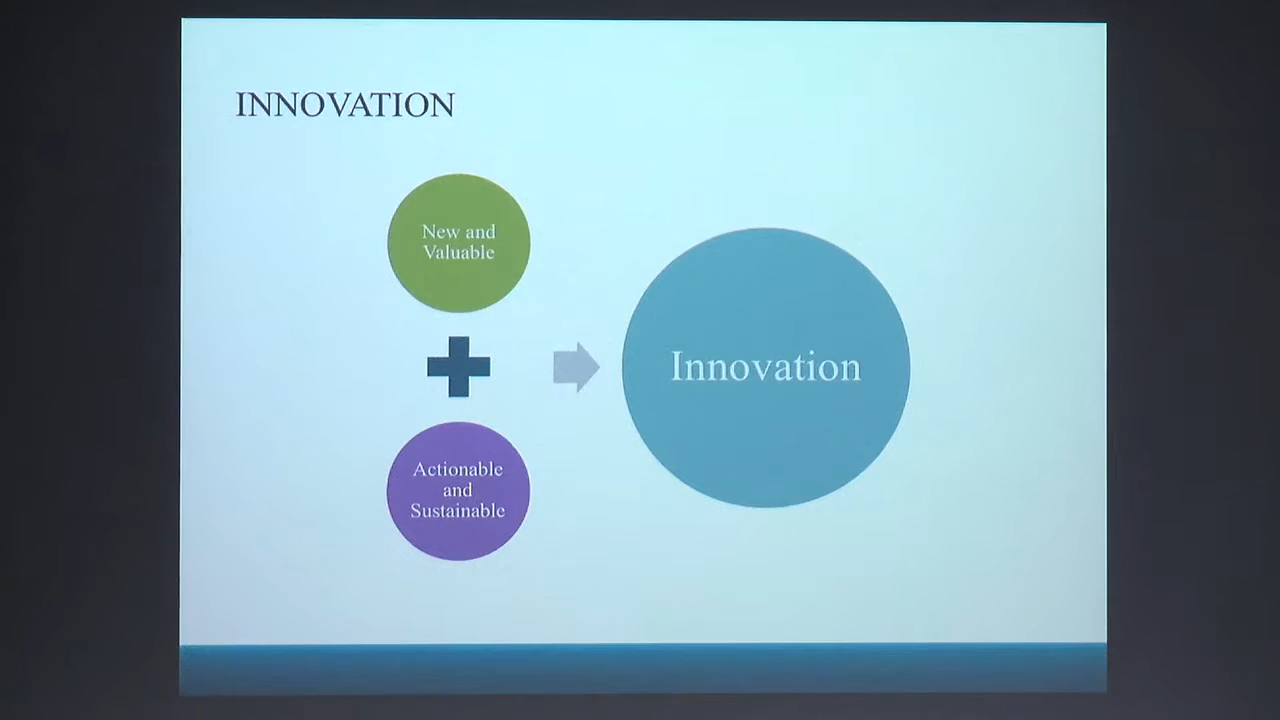 INNOVATION
New and
Valuable
Actionable
and
Sustainable
Innovation